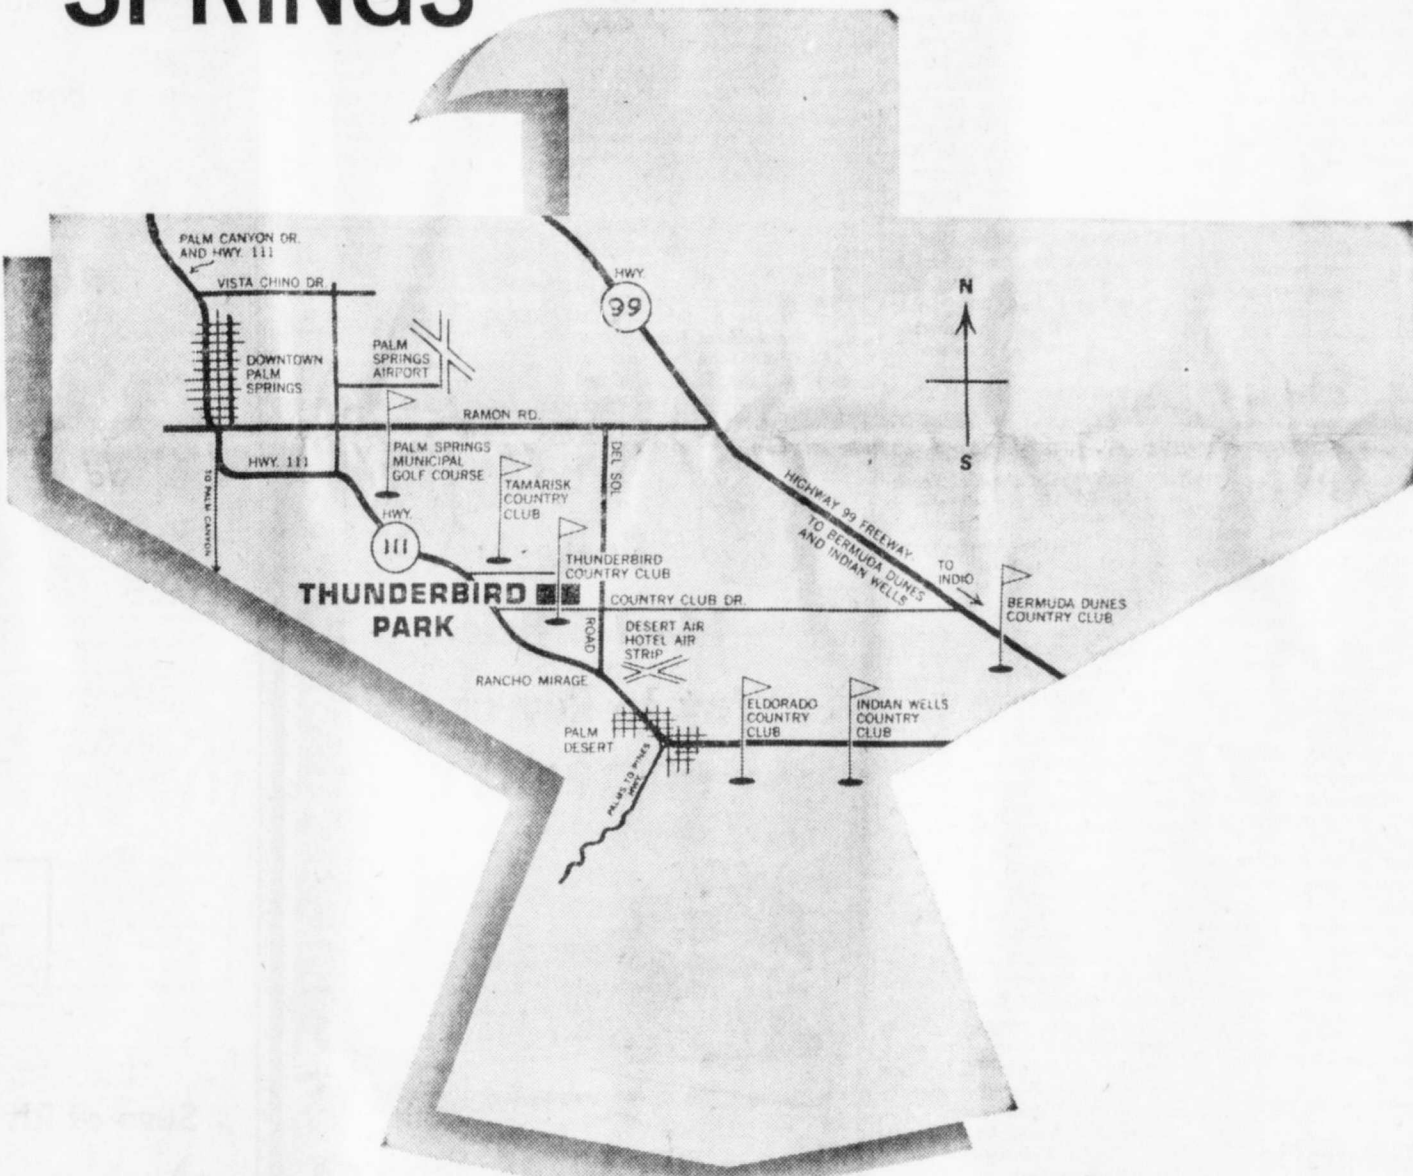 SPRINGS
PALM CANYON DR.
AND HWY. 111
VISTA CHINO DR
HWY.
99
N
S
DOWNTOWN
PALM
SPRINGS
PALM
SPRINGS
AIRPORT
RAMON RD.
PALM SPRINGS
MUNICIPAL
GOLF COURSE
HWY. 111
TO PALM CANYON
TAMARISK
COUNTRY
CLUB
DEL SOL
ROAD
HIGHWAY 99 FREEWAY
TO BERMUDA DUNES
AND INDIAN WELLS
HWY.
111
THUNDERBIRD
COUNTRY CLUB
TO
INDIO
THUNDERBIRD
PARK
COUNTRY CLUB DR.
BERMUDA DUNES
COUNTRY CLUB
DESERT AIR
HOTEL AIR
STRIP
RANCHO MIRAGE
ELDORADO
COUNTRY
CLUB
INDIAN WELLS
COUNTRY
CLUB
PALM
DESERT
PALMS TO PINES
HWY.